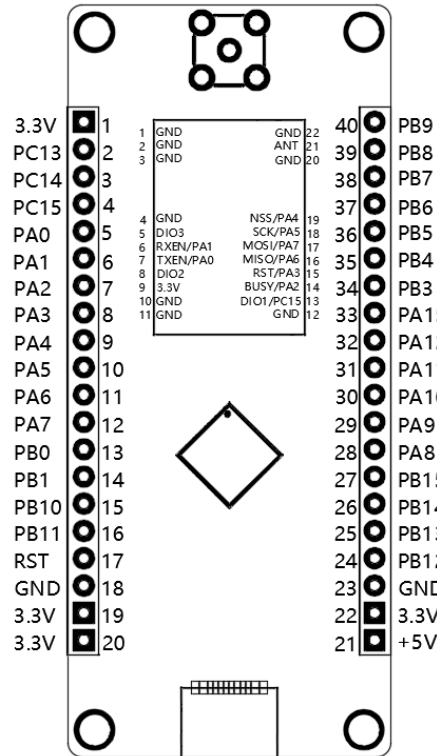 3.3V 1
PC13 2
PC14 3
PC15 4
PA0 5
PA1 6
PA2 7
PA3 8
PA4 9
PA5 10
PA6 11
PA7 12
PB0 13
PB1 14
PB10 15
PB11 16
RST 17
GND 18
3.3V 19
3.3V 20
1 GND
2 GND
3 GND
4 GND
5 DIO3
6 RXEN/PA1
7 TXEN/PA0
8 DIO2
9 3.3V
10 GND
11 GND
GND 22
ANT 21
GND 20
NSS/PA4 19
SCK/PA5 18
MOSI/PA7 17
MISO/PA6 16
RST/PA3 15
BUSY/PA2 14
DIO1/PC15 13
GND 12
40 PB9
39 PB8
38 PB7
37 PB6
36 PB5
35 PB4
34 PB3
33 PA15
32 PA12
31 PA11
30 PA10
29 PA9
28 PA8
27 PB15
26 PB14
25 PB13
24 PB12
23 GND
22 3.3V
21 +5V